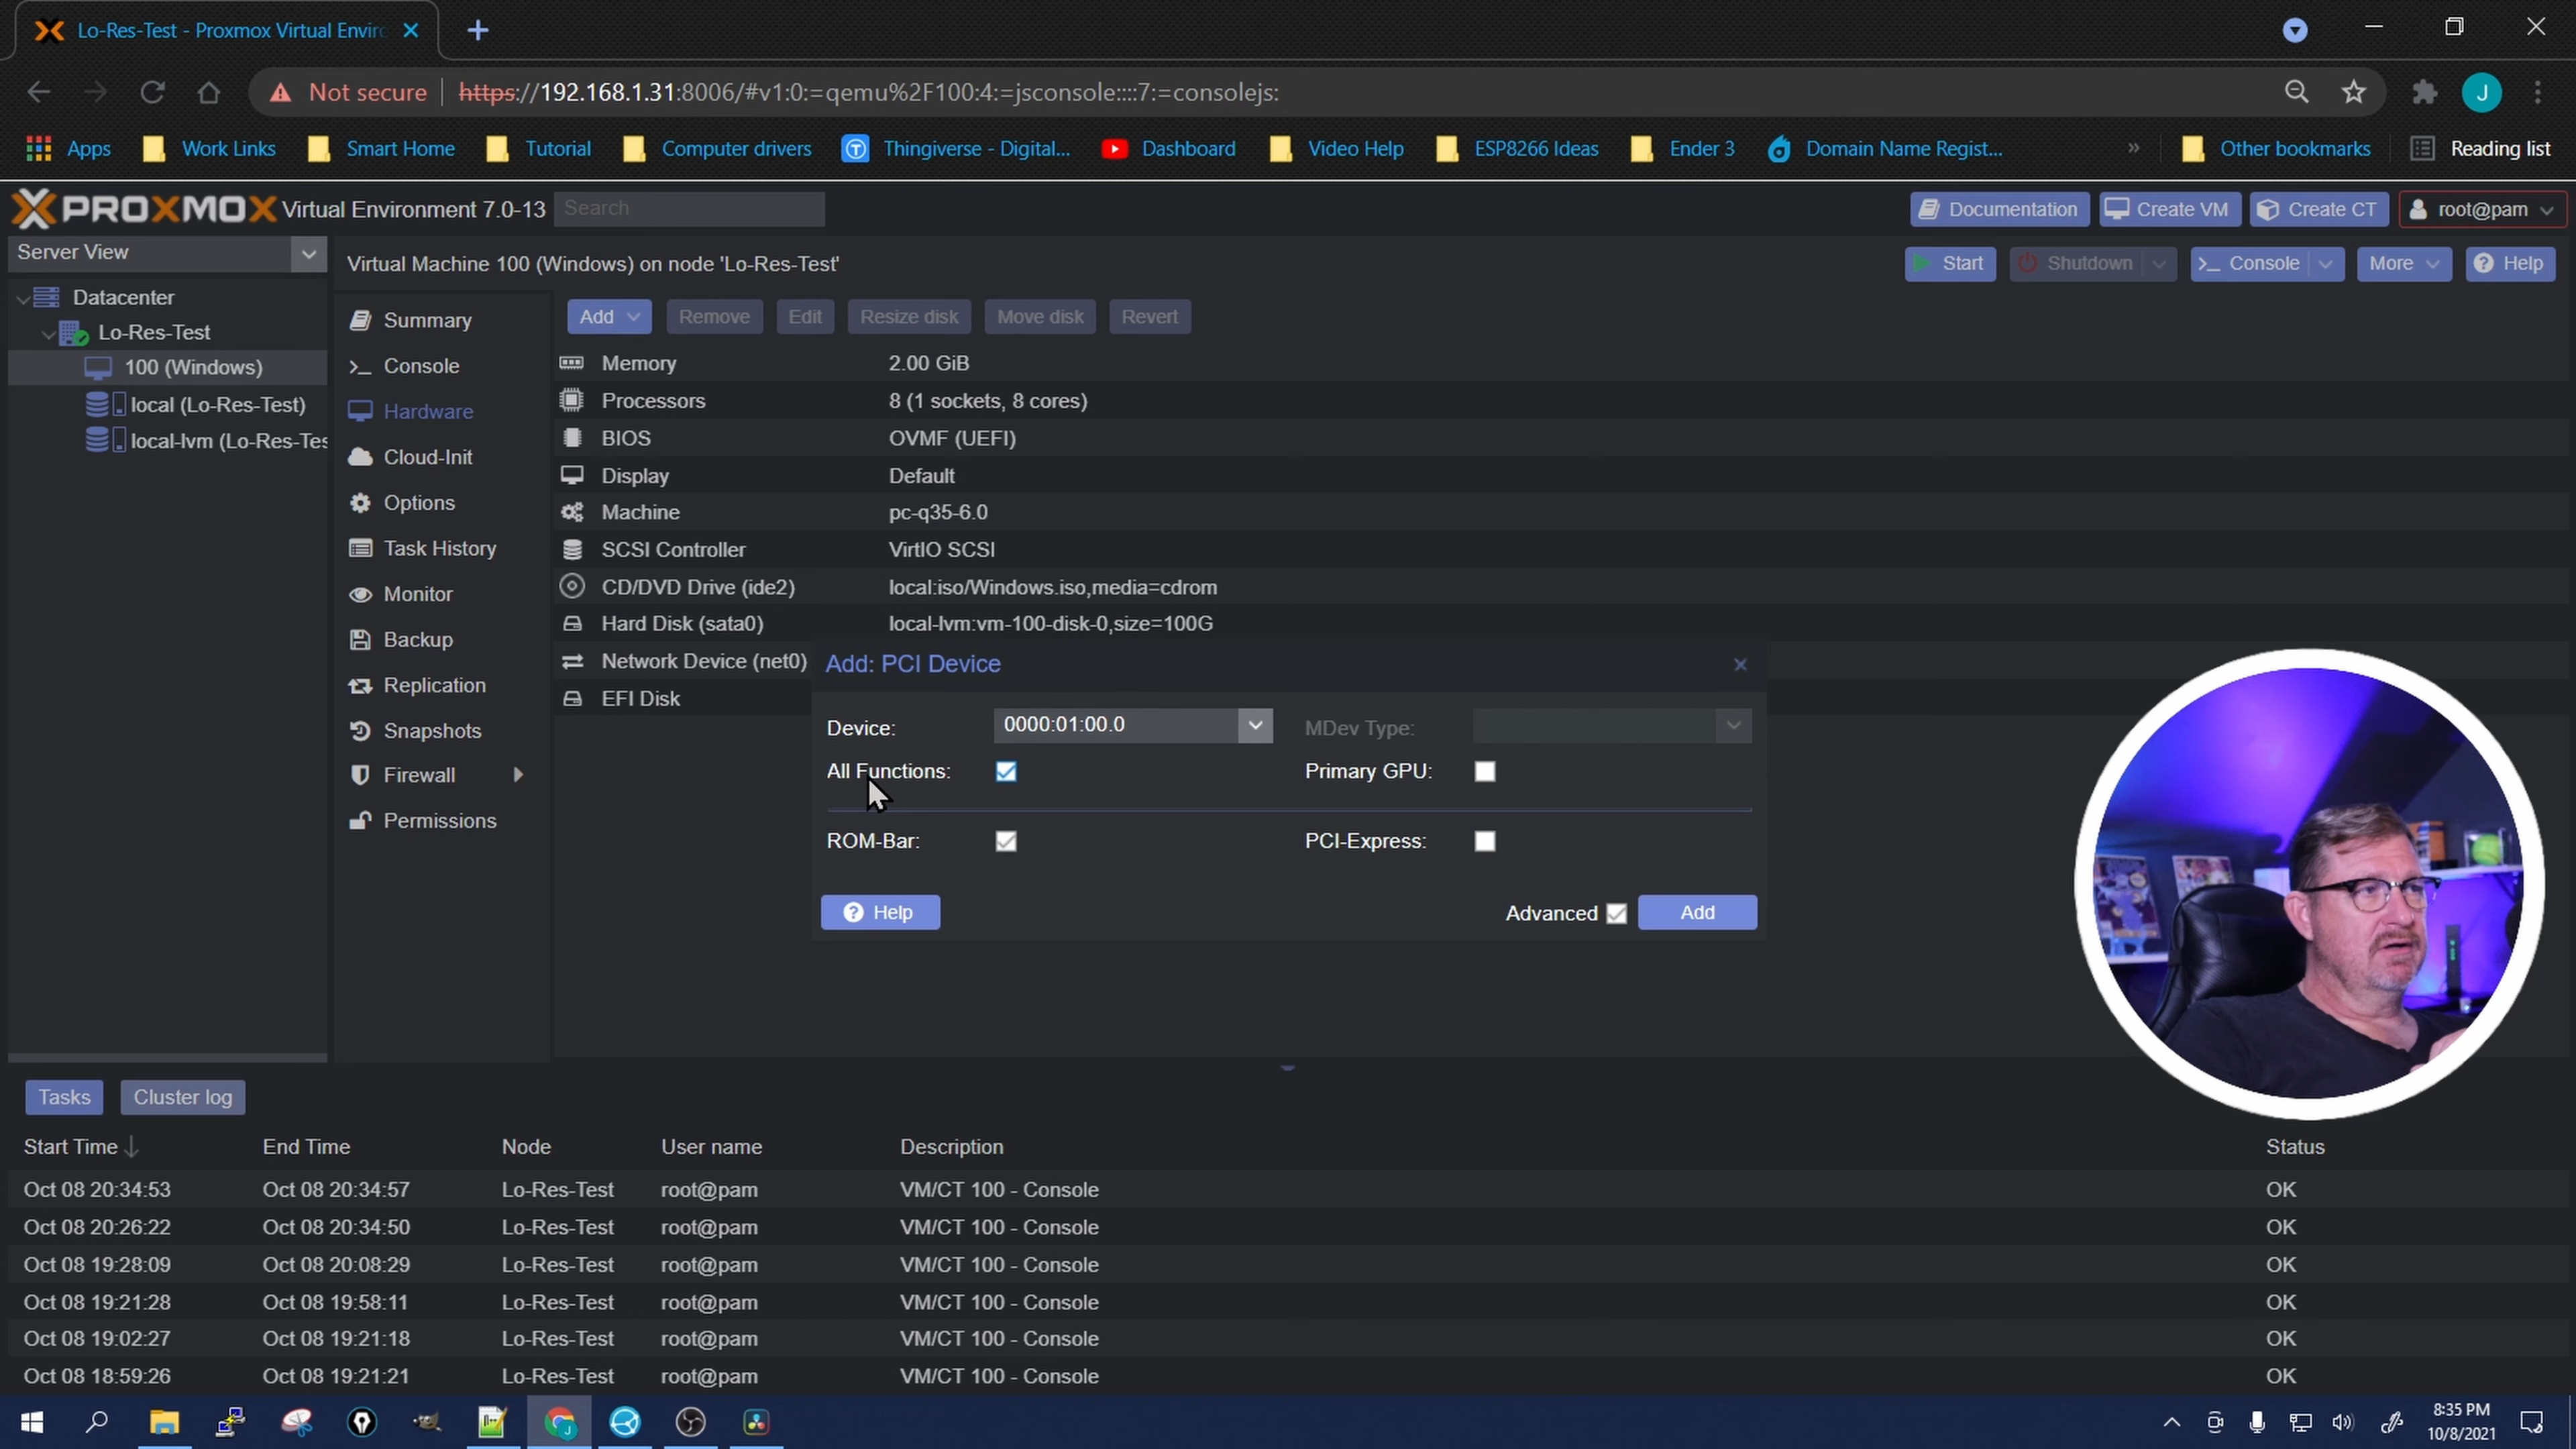 Lo-Res-Test - Proxmox Virtual Enviro
Not secure https://192.168.1.31:8006/#v1:0:=qemu%2F100:4:=jsconsole::::7:=consolejs:
J
Apps Work Links Smart Home Tutorial Computer drivers Thingiverse - Digital... Dashboard Video Help ESP8266 Ideas Ender 3 Domain Name Regist... » Other bookmarks Reading list
PROXMOX Virtual Environment 7.0-13 Search Documentation Create VM Create CT root@pam
Server View
Virtual Machine 100 (Windows) on node 'Lo-Res-Test' Start Shutdown Console More Help
Datacenter
Lo-Res-Test
100 (Windows)
local (Lo-Res-Test)
local-lvm (Lo-Res-Tes
Summary
Console
Hardware
Cloud-Init
Options
Task History
Monitor
Backup
Replication
Snapshots
Firewall
Permissions
Add Remove Edit Resize disk Move disk Revert
Memory 2.00 GiB
Processors 8 (1 sockets, 8 cores)
BIOS OVMF (UEFI)
Display Default
Machine pc-q35-6.0
SCSI Controller VirtIO SCSI
CD/DVD Drive (ide2) local:iso/Windows.iso,media=cdrom
Hard Disk (sata0) local-lvm:vm-100-disk-0,size=100G
Network Device (net0)
EFI Disk
Add: PCI Device
Device: 0000:01:00.0 MDev Type:
All Functions: Primary GPU:
ROM-Bar: PCI-Express:
Help Advanced Add
Tasks Cluster log
Start Time End Time Node User name Description Status
Oct 08 20:34:53 Oct 08 20:34:57 Lo-Res-Test root@pam VM/CT 100 - Console OK
Oct 08 20:26:22 Oct 08 20:34:50 Lo-Res-Test root@pam VM/CT 100 - Console OK
Oct 08 19:28:09 Oct 08 20:08:29 Lo-Res-Test root@pam VM/CT 100 - Console OK
Oct 08 19:21:28 Oct 08 19:58:11 Lo-Res-Test root@pam VM/CT 100 - Console OK
Oct 08 19:02:27 Oct 08 19:21:18 Lo-Res-Test root@pam VM/CT 100 - Console OK
Oct 08 18:59:26 Oct 08 19:21:21 Lo-Res-Test root@pam VM/CT 100 - Console OK
8:35 PM
10/8/2021